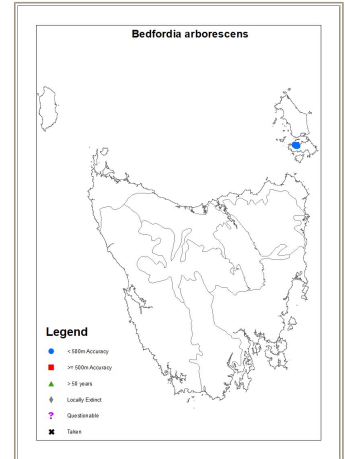 Bedfordia arborescens
Legend
< 500m Accuracy
>= 500m Accuracy
> 50 years
Locally Extinct
? Questionable
Taken